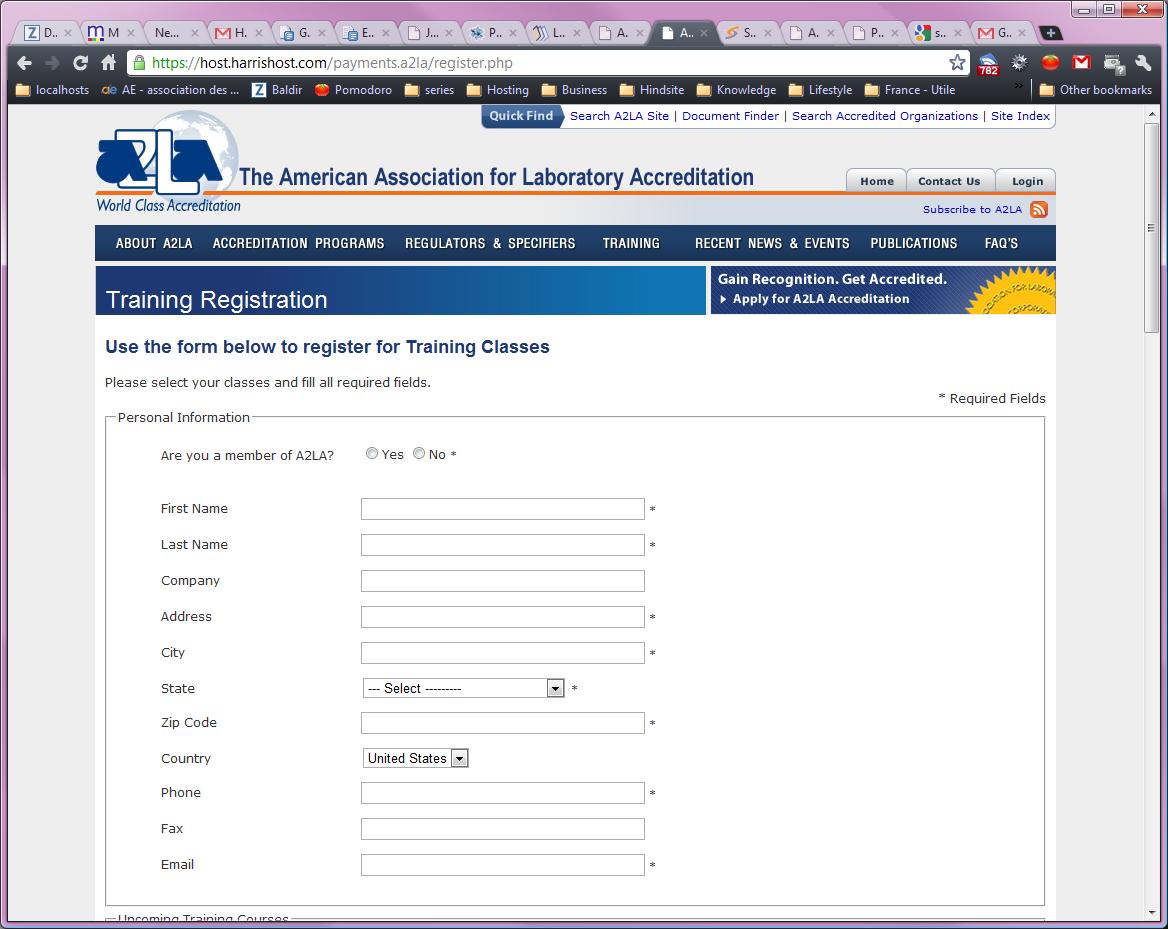 Z D.. M Ne... H. G. E.. J... P.. L.. A. A.. S.. A. P.. s.. G..
https://host.harrishost.com/payments.a2la/register.php 782
localhosts ae AE - association des ... Z Baldir Pomodoro series Hosting Business Hindsite Knowledge Lifestyle France - Utile » Other bookmarks
Quick Find Search A2LA Site | Document Finder | Search Accredited Organizations | Site Index
a2La
The American Association for Laboratory Accreditation
Home Contact Us Login
World Class Accreditation
Subscribe to A2LA
ABOUT A2LA ACCREDITATION PROGRAMS REGULATORS & SPECIFIERS TRAINING RECENT NEWS & EVENTS PUBLICATIONS FAQ'S
Training Registration
Gain Recognition. Get Accredited.
Apply for A2LA Accreditation
Use the form below to register for Training Classes
Please select your classes and fill all required fields.
* Required Fields
Personal Information
Are you a member of A2LA? Yes No *
First Name *
Last Name *
Company
Address *
City *
State --- Select --------- *
Zip Code *
Country United States
Phone *
Fax
Email *
Upcoming Training Courses